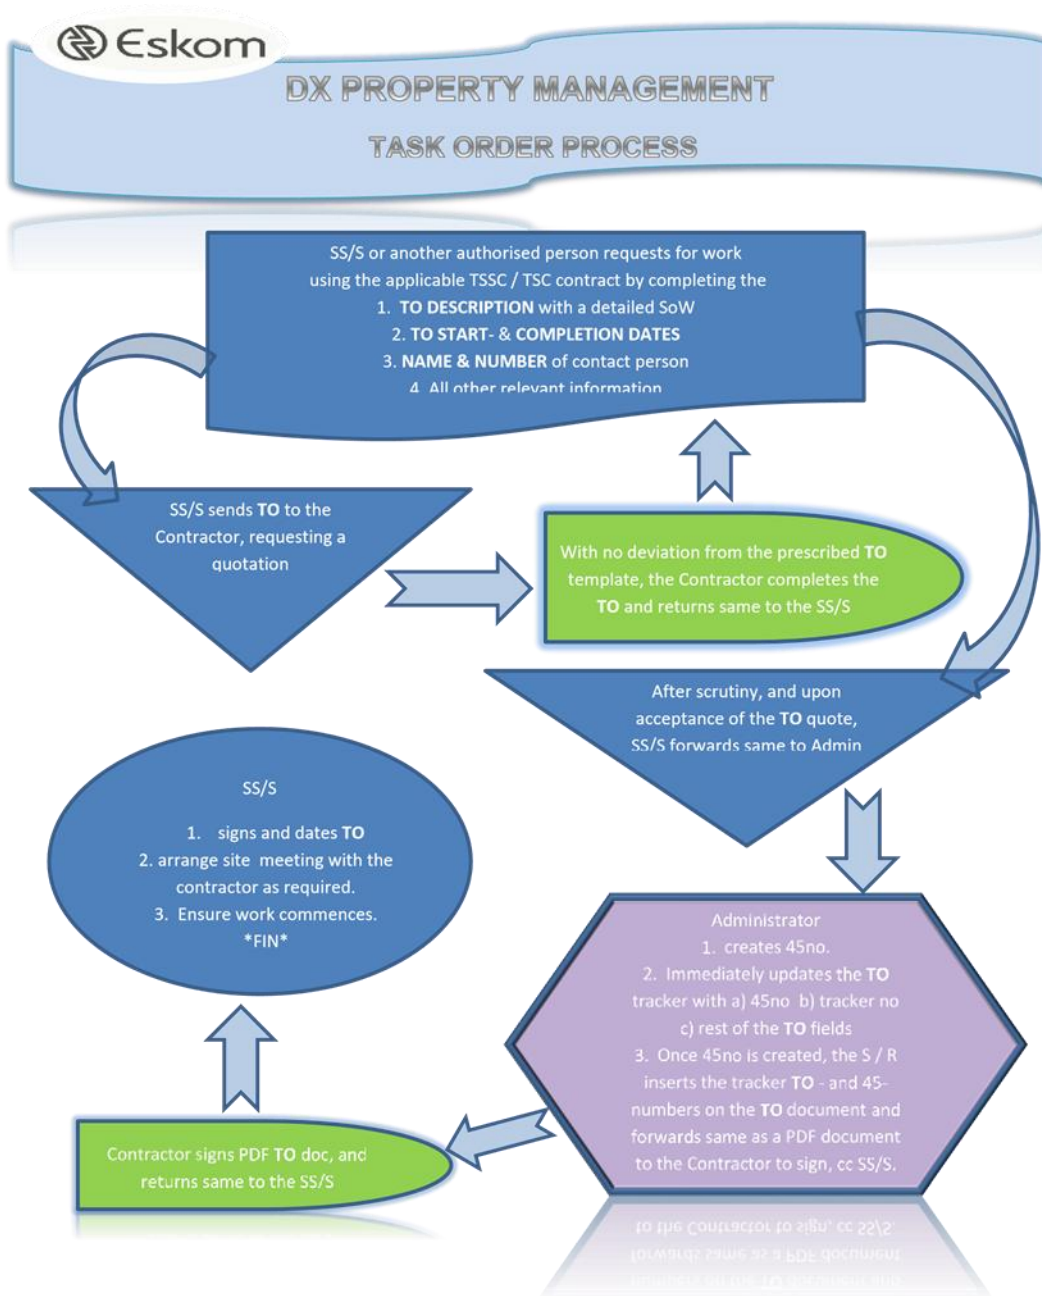 Eskom
DX PROPERTY MANAGEMENT
TASK ORDER PROCESS
SS/S or another authorised person requests for work
using the applicable TSSC / TSC contract by completing the
1. TO DESCRIPTION with a detailed SoW
2. TO START- & COMPLETION DATES
3. NAME & NUMBER of contact person
4. All other relevant information
SS/S sends TO to the
Contractor, requesting a
quotation
With no deviation from the prescribed TO
template, the Contractor completes the
TO and returns same to the SS/S
After scrutiny, and upon
acceptance of the TO quote,
SS/S forwards same to Admin
Administrator
1. creates 45no.
2. Immediately updates the TO
tracker with a) 45no b) tracker no
c) rest of the TO fields
3. Once 45no is created, the S / R
inserts the tracker TO - and 45-
numbers on the TO document and
forwards same as a PDF document
to the Contractor to sign, cc SS/S.
Contractor signs PDF TO doc, and
returns same to the SS/S
SS/S
1. signs and dates TO
2. arrange site meeting with the
contractor as required.
3. Ensure work commences.
*FIN*